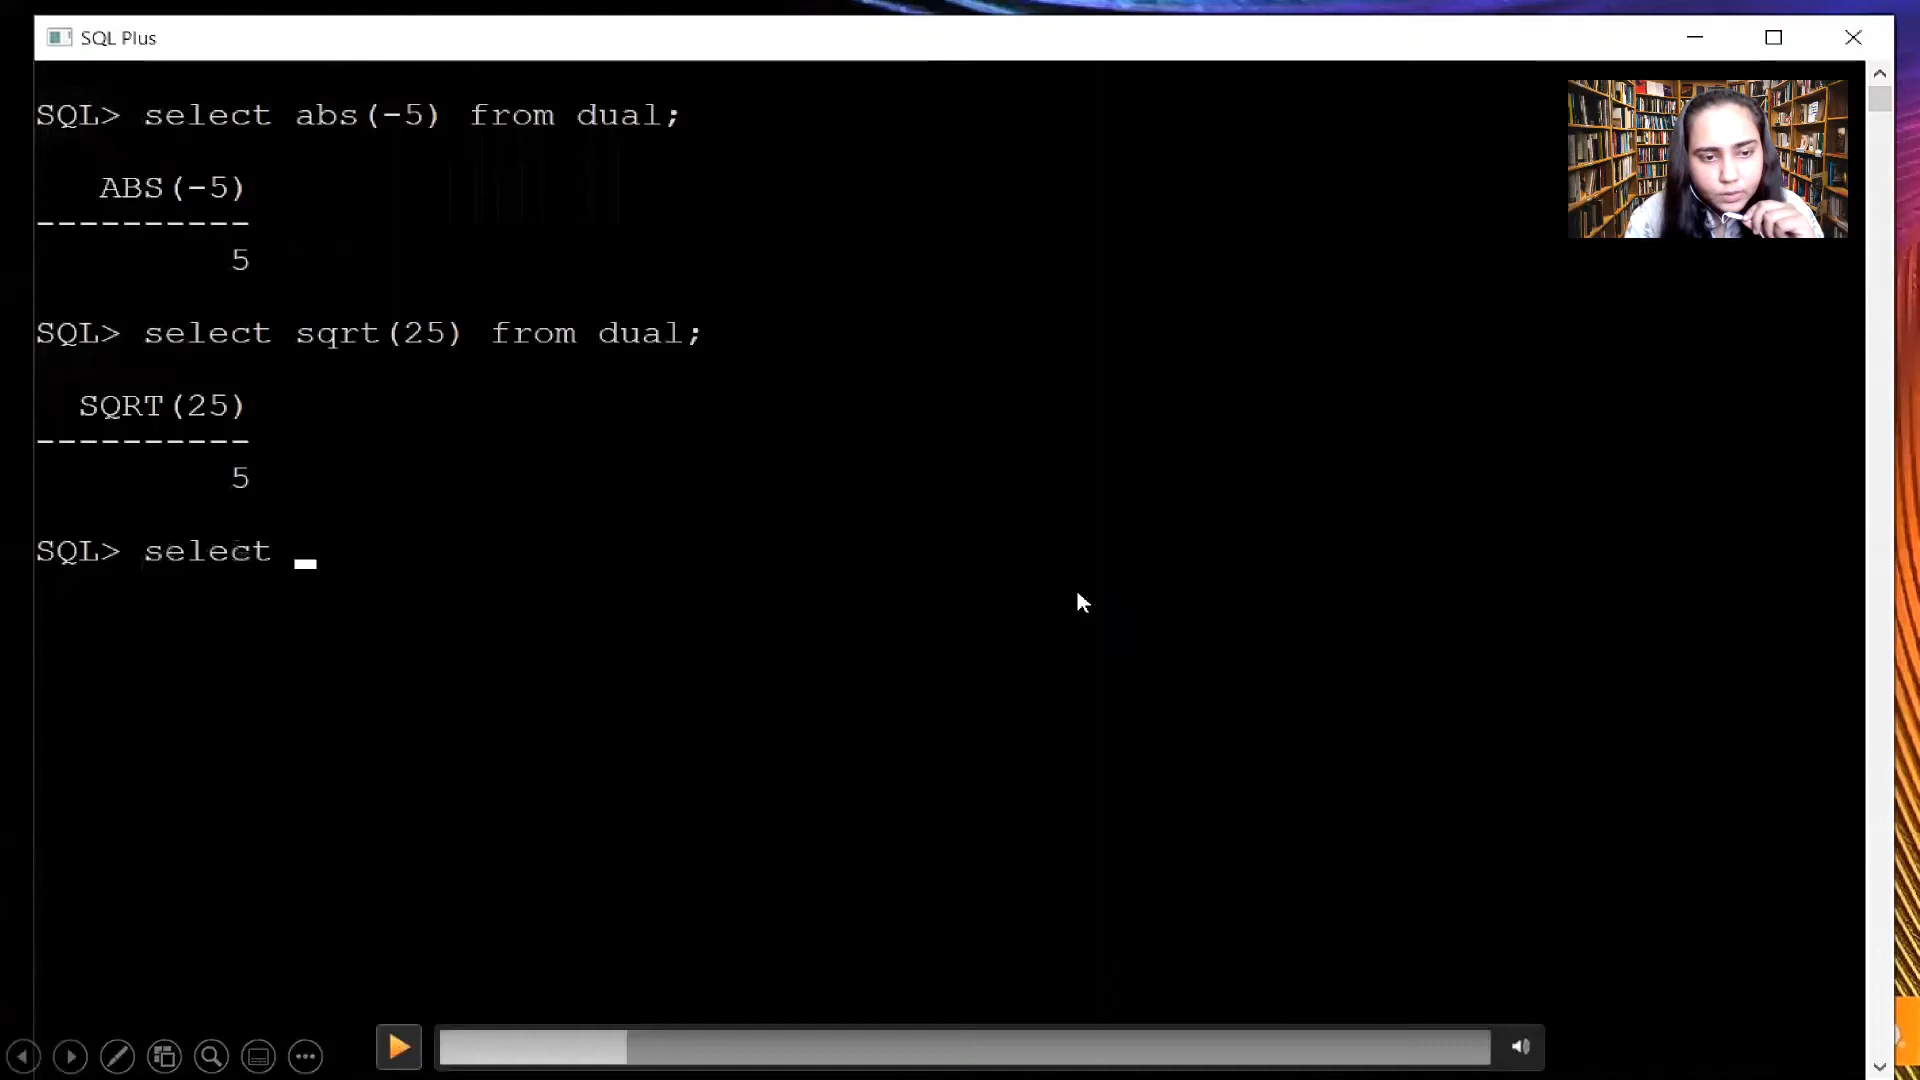 SQL Plus
SQL> select abs(-5) from dual;
ABS(-5)
----------
5
SQL> select sqrt(25) from dual;
SQRT(25)
----------
5
SQL> select